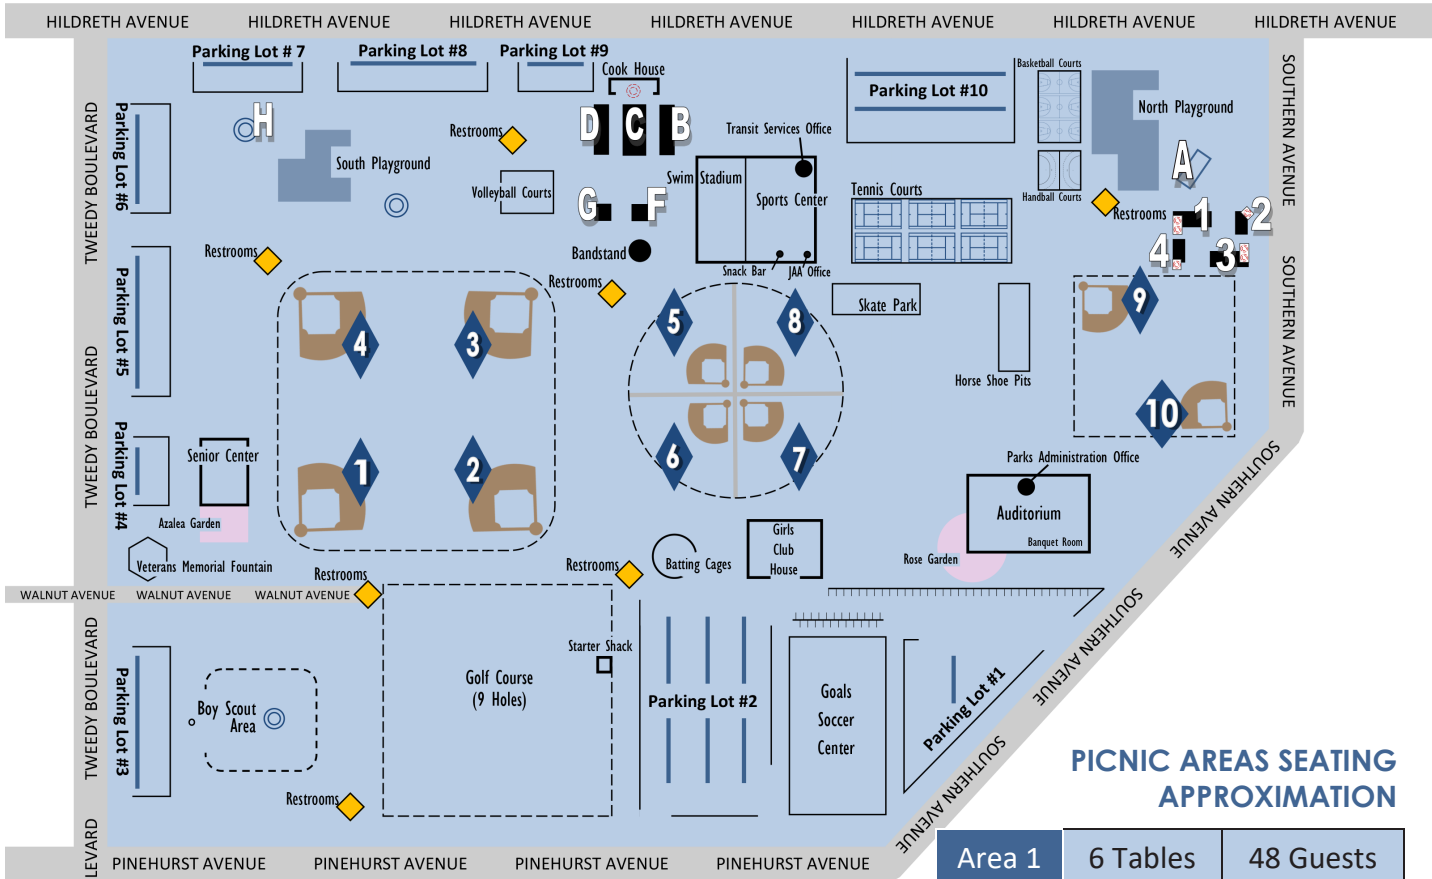 HILDRETH AVENUE HILDRETH AVENUE HILDRETH AVENUE HILDRETH AVENUE HILDRETH AVENUE HILDRETH AVENUE HILDRETH AVENUE
Parking Lot # 7
Parking Lot #8
Parking Lot #9
Cook House
Parking Lot #10
Basketball Courts
North Playground
SOUTHERN AVENUE
TWEEDY BOULEVARD
Parking Lot #6
H
Restrooms
D
C
B
Transit Services Office
South Playground
A
Volleyball Courts
Swim Stadium
Sports Center
Tennis Courts
Handball Courts
Restrooms
G
F
1
2
4
3
Restrooms
Bandstand
Snack Bar
JAA Office
Restrooms
SOUTHERN AVENUE
TWEEDY BOULEVARD
Parking Lot #5
4
3
5
8
Skate Park
9
Horse Shoe Pits
10
TWEEDY BOULEVARD
Parking Lot #4
Senior Center
1
2
6
7
Parks Administration Office
SOUTHERN AVENUE
Azalea Garden
Auditorium
Girls
Club
House
Banquet Room
Veterans Memorial Fountain
Batting Cages
Rose Garden
Restrooms
Restrooms
WALNUT AVENUE WALNUT AVENUE WALNUT AVENUE
SOUTHERN AVENUE
TWEEDY BOULEVARD
Parking Lot #3
Starter Shack
Golf Course
(9 Holes)
Boy Scout
Area
Parking Lot #2
Goals
Soccer
Center
Parking Lot #1
SOUTHERN AVENUE
Restrooms
PICNIC AREAS SEATING
APPROXIMATION
LEVARD
PINEHURST AVENUE PINEHURST AVENUE PINEHURST AVENUE PINEHURST AVENUE
Area 1 6 Tables 48 Guests